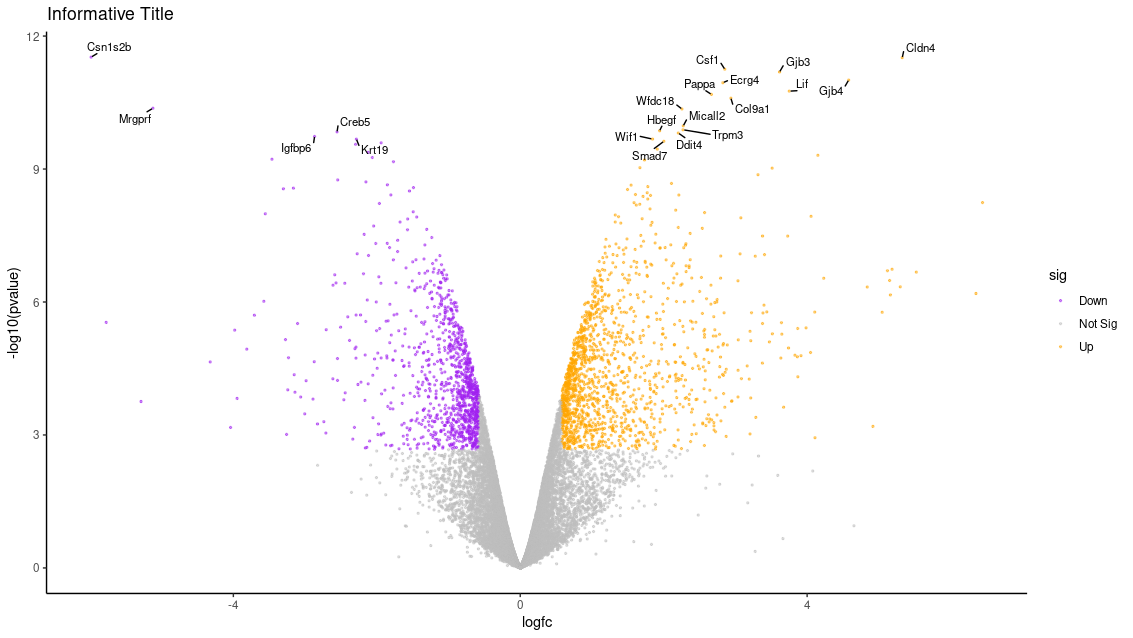 Informative Title
12
9
6
3
0
-log10(pvalue)
Csn1s2b
Mrgprf
Creb5
Igfbp6
Krt19
Cldn4
Csf1
Gjb3
Ecrg4
Lif
Pappa
Gjb4
Wfdc18
Col9a1
Micall2
Hbegf
Wif1
Trpm3
Ddit4
Smad7
-4
0
4
logfc
sig
Down
Not Sig
Up